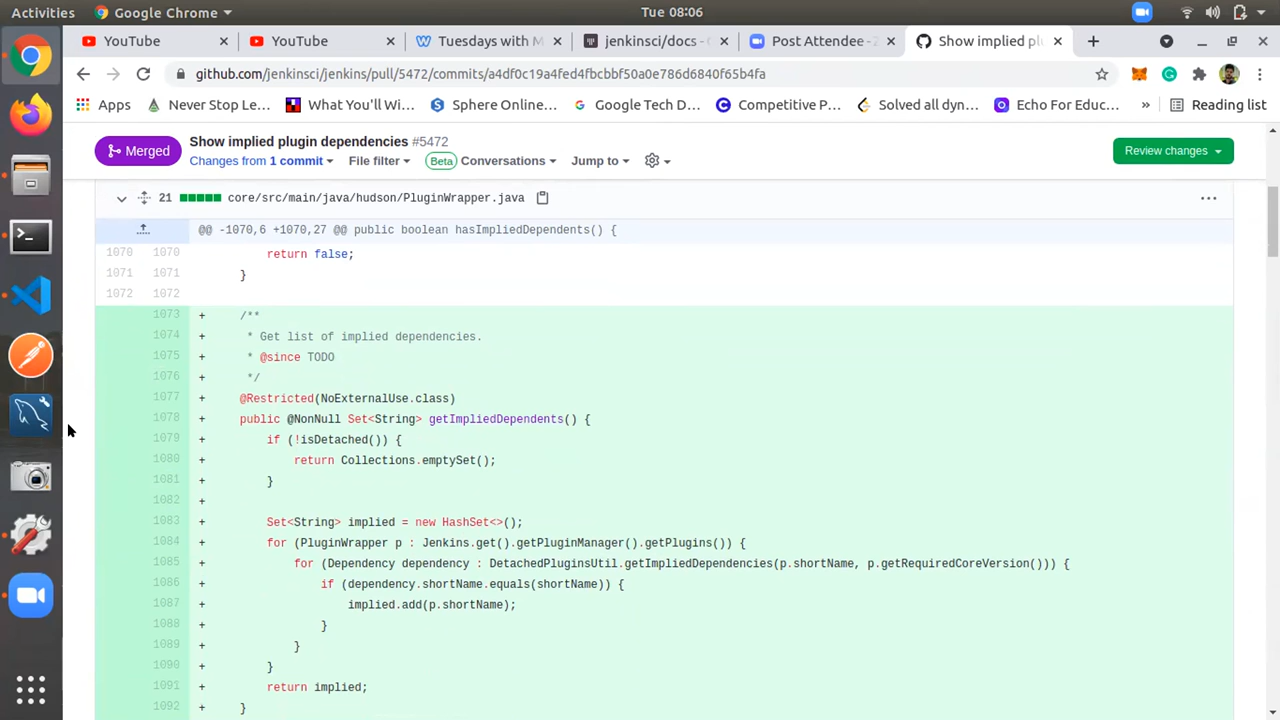 Activities Google Chrome Tue 08:06
YouTube YouTube Tuesdays with M jenkinsci/docs - Post Attendee - Z Show implied pl
github.com/jenkinsci/jenkins/pull/5472/commits/a4df0c19a4fed4fbcbbf50a0e786d6840f65b4fa
Apps Never Stop Le... What You'll Wi... Sphere Online... Google Tech D... Competitive P... Solved all dyn... Echo For Educ... » Reading list
Merged Show implied plugin dependencies #5472
Changes from 1 commit File filter Beta Conversations Jump to Review changes
21 core/src/main/java/hudson/PluginWrapper.java
@@ -1070,6 +1070,27 @@ public boolean hasImpliedDependents() {
1070 1070 return false;
1071 1071 }
1072 1072
1073 + /**
1074 + * Get list of implied dependencies.
1075 + * @since TODO
1076 + */
1077 + @Restricted(NoExternalUse.class)
1078 + public @NonNull Set<String> getImpliedDependents() {
1079 + if (!isDetached()) {
1080 + return Collections.emptySet();
1081 + }
1082 +
1083 + Set<String> implied = new HashSet<>();
1084 + for (PluginWrapper p : Jenkins.get().getPluginManager().getPlugins()) {
1085 + for (Dependency dependency : DetachedPluginsUtil.getImpliedDependencies(p.shortName, p.getRequiredCoreVersion())) {
1086 + if (dependency.shortName.equals(shortName)) {
1087 + implied.add(p.shortName);
1088 + }
1089 + }
1090 + }
1091 + return implied;
1092 + }